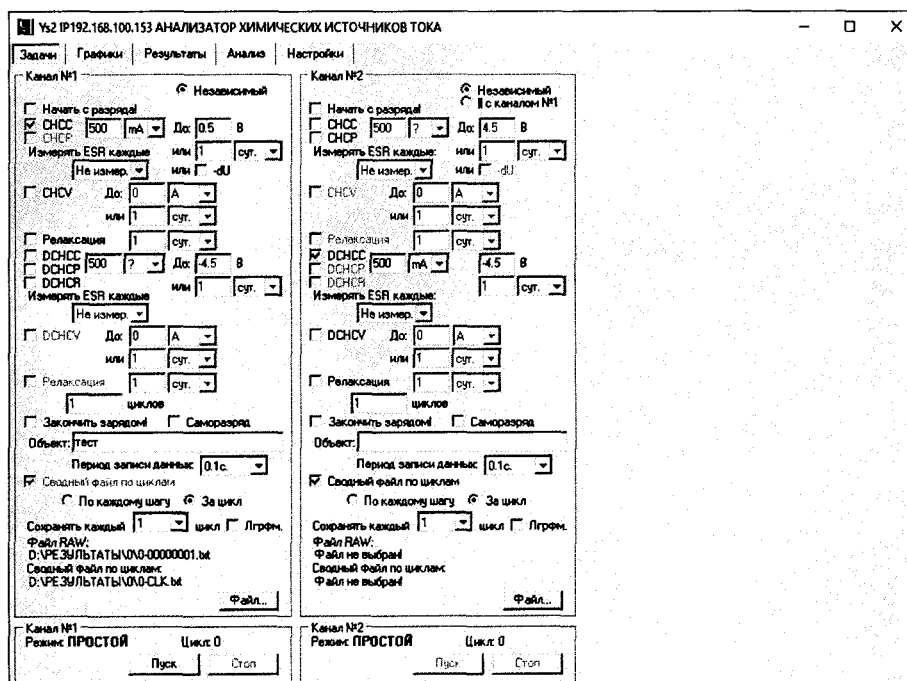 Ys2 IP192.168.100.153 АНАЛИЗАТОР ХИМИЧЕСКИХ ИСТОЧНИКОВ ТОКА
Задачи Графики Результаты Анализ Настройки
Канал №1
Независимый
Начать с разряда!
CHCC 500 mA До: 0.5 В
CHCP
Измерять ESR каждые или 1 сут.
Не измер. или -dU
CHCV До: 0 A
или 1 сут.
Релаксация 1 сут.
DCHCC 500 ? До: -4.5 В
DCHCP
DCHCR или 1 сут.
Измерять ESR каждые
Не измер.
DCHCV До: 0 A
или 1 сут.
Релаксация 1 сут.
1 циклов
Закончить зарядом! Саморазряд
Объект: тест
Период записи данных: 0.1с.
Сводный файл по циклам
По каждому шагу За цикл
Сохранять каждый 1 цикл Лгрфм.
Файл RAW:
D:\РЕЗУЛЬТАТЫ\0\0-00000001.txt
Сводный файл по циклам:
D:\РЕЗУЛЬТАТЫ\0\0-CLK.txt
Файл...
Канал №1
Режим: ПРОСТОЙ Цикл: 0
Пуск Стоп
Канал №2
Независимый
|| с каналом №1
Начать с разряда!
CHCC 500 ? До: 4.5 В
CHCP
Измерять ESR каждые: или 1 сут.
Не измер. или -dU
CHCV До: 0 A
или 1 сут.
Релаксация 1 сут.
DCHCC 500 mA -4.5 В
DCHCP
DCHCR 1 сут.
Измерять ESR каждые:
Не измер.
DCHCV До: 0 A
или 1 сут.
Релаксация 1 сут.
1 циклов
Закончить зарядом! Саморазряд
Объект:
Период записи данных: 0.1с.
Сводный файл по циклам
По каждому шагу За цикл
Сохранять каждый 1 цикл Лгрфм.
Файл RAW:
Файл не выбран!
Сводный файл по циклам:
Файл не выбран!
Файл...
Канал №2
Режим: ПРОСТОЙ Цикл: 0
Пуск Стоп